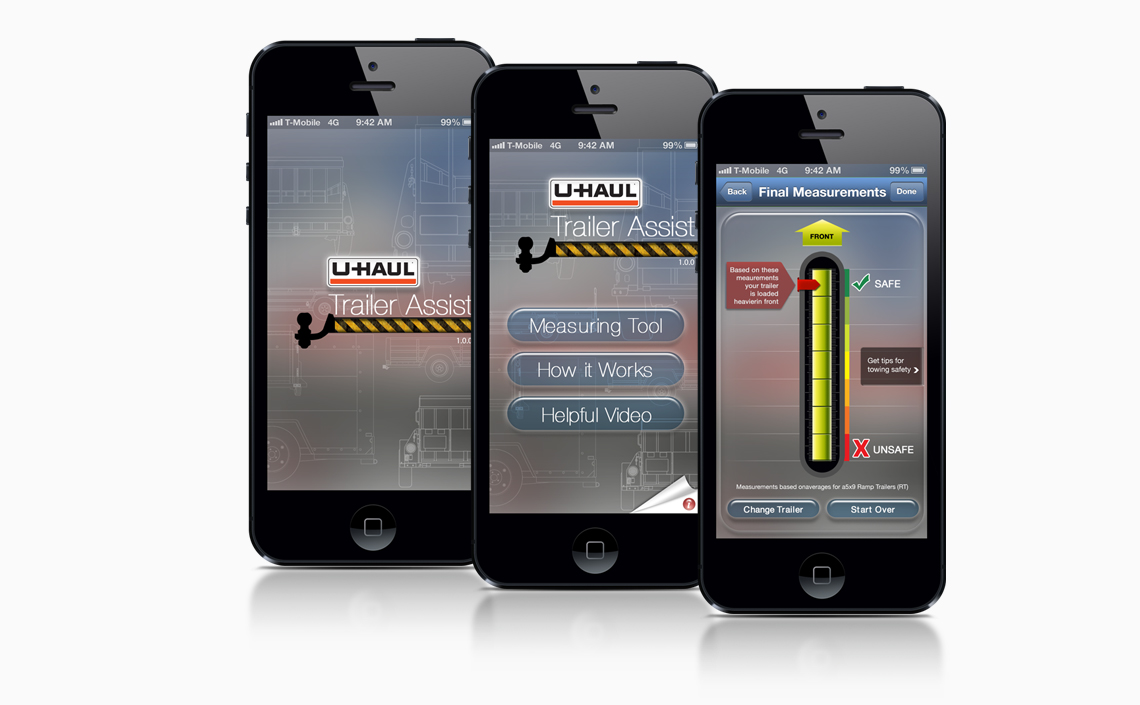 T-Mobile 4G 9:42 AM 99%
U-HAUL
Trailer Assist
1.0.0
T-Mobile 4G 9:42 AM 99%
U-HAUL
Trailer Assist
1.0.0
Measuring Tool
How it Works
Helpful Video
i
T-Mobile 4G 9:42 AM 99%
Back Final Measurements Done
FRONT
Based on these
meaurements
your trailer
is loaded
heavierin front
SAFE
Get tips for
towing safety
X UNSAFE
Measurements based onaverages for a5x9 Ramp Trailers (RT)
Change Trailer Start Over